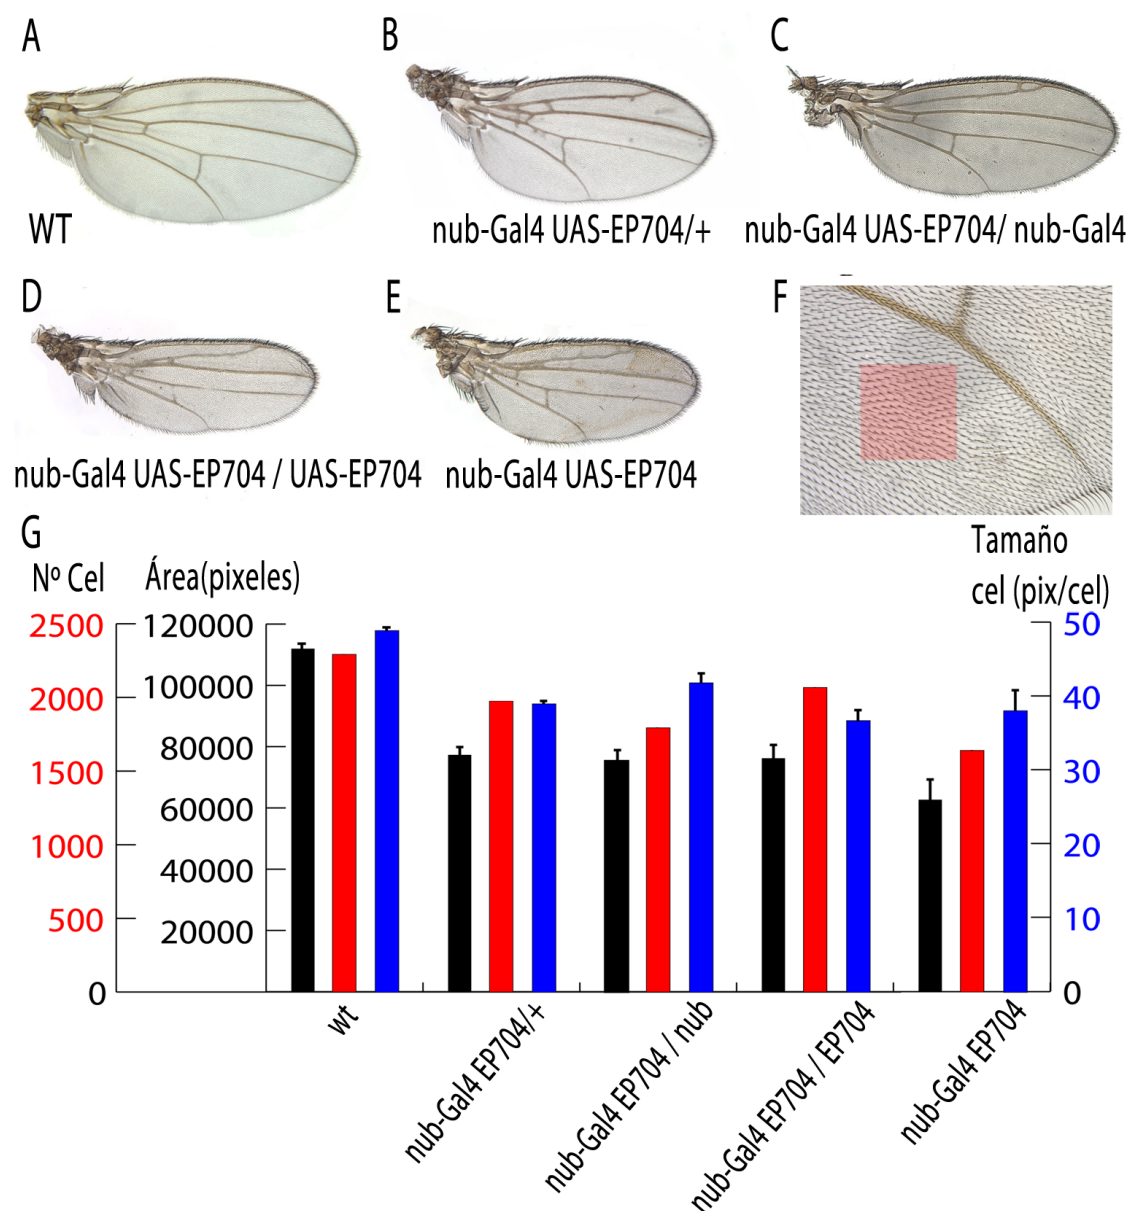 A
B
C
WT
nub-Gal4 UAS-EP704/+
nub-Gal4 UAS-EP704/ nub-Gal4
D
E
F
nub-Gal4 UAS-EP704 / UAS-EP704
nub-Gal4 UAS-EP704
G
Nº Cel
Área(pixeles)
Tamaño
cel (pix/cel)
2500
2000
1500
1000
500
0
120000
100000
80000
60000
40000
20000
50
40
30
20
10
0
wt
nub-Gal4 EP704/+
nub-Gal4 EP704 / nub
nub-Gal4 EP704 / EP704
nub-Gal4 EP704